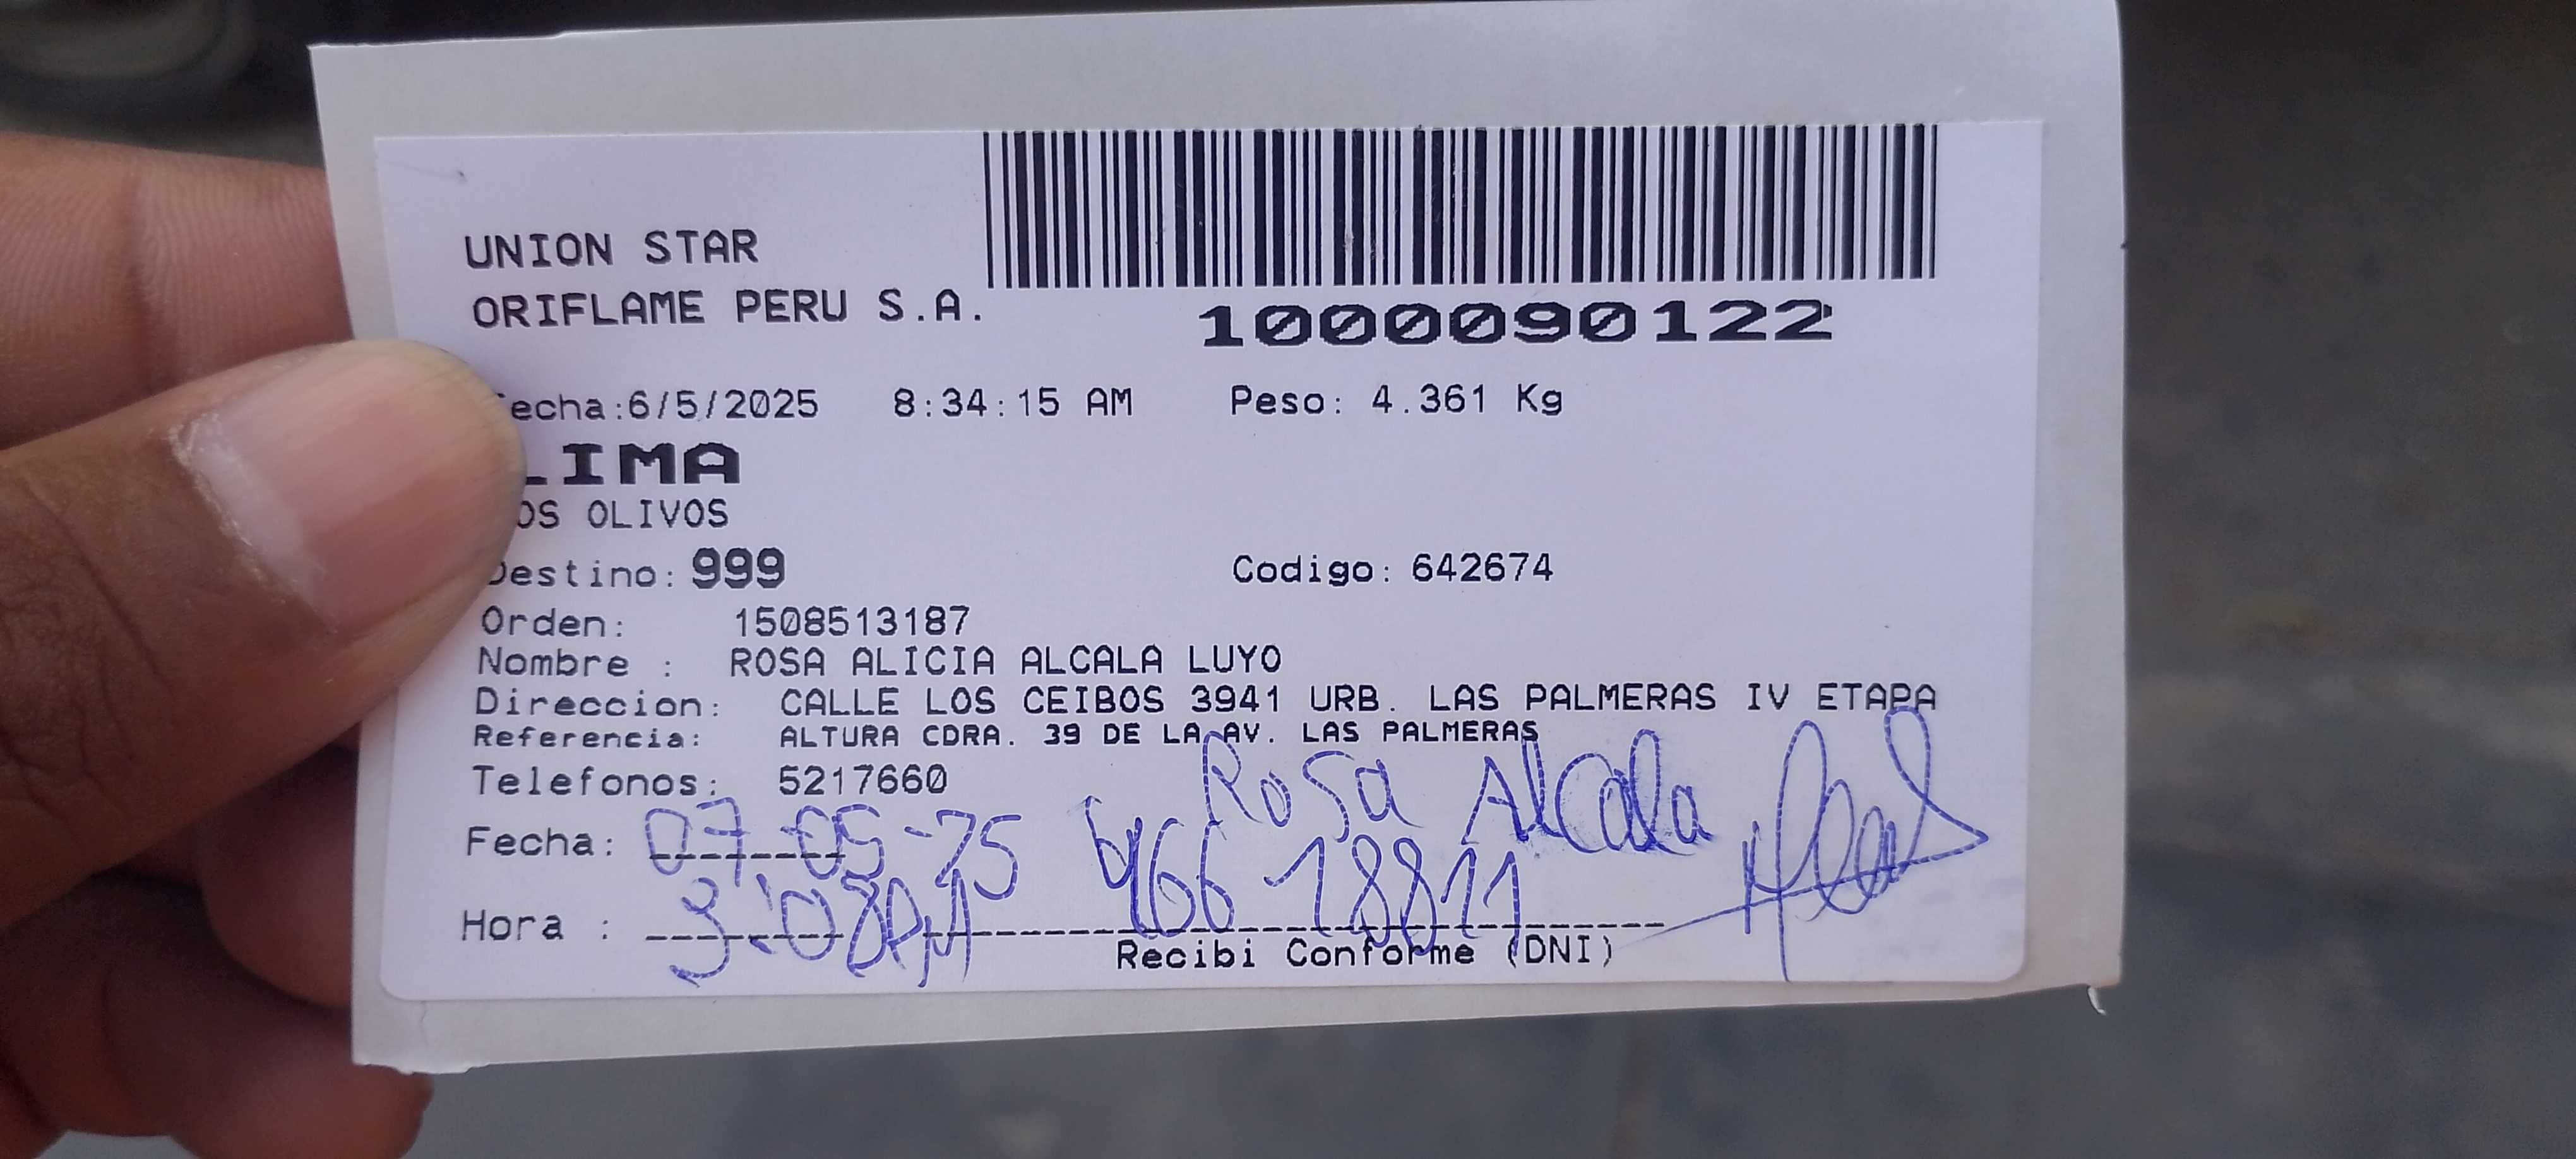 UNION STAR
ORIFLAME PERU S.A.
1000090122
echa:6/5/2025 8:34:15 AM Peso: 4.361 Kg
LIMA
OS OLIVOS
Destino: 999 Codigo: 642674
Orden: 1508513187
Nombre : ROSA ALICIA ALCALA LUYO
Direccion: CALLE LOS CEIBOS 3941 URB. LAS PALMERAS IV ETAPA
Referencia: ALTURA CDRA. 39 DE LA AV. LAS PALMERAS
Telefonos: 5217660
Rosa Alcala
Fecha: 07-05-25
Hora : 3:08PM
Recibi Conforme (DNI)